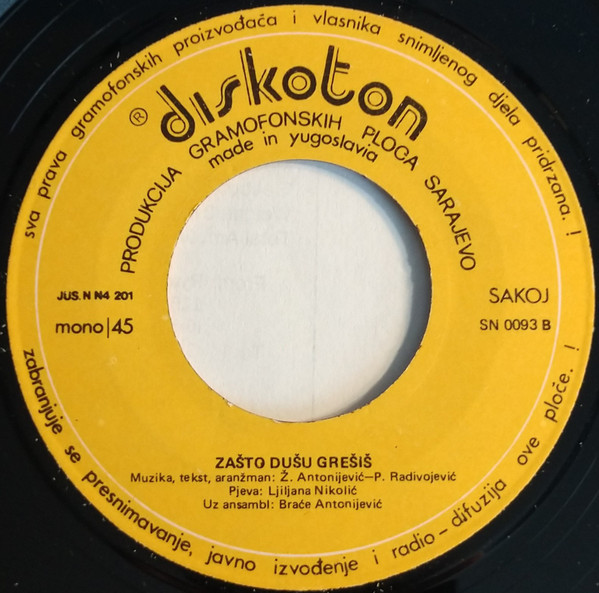 sva prava gramofonskih proizvođača i vlasnika snimljenog djela pridrzana. !
® diskoton
PRODUKCIJA GRAMOFONSKIH PLOCA SARAJEVO
made in yugoslavia
JUS. N N4 201
mono|45
SAKOJ
SN 0093 B
ZAŠTO DUŠU GREŠIŠ
Muzika, tekst, aranžman: Ž. Antonijević—P. Radivojević
Pjeva: Ljiljana Nikolić
Uz ansambl: Braće Antonijević
zabranjuje se presnimavanje, javno izvođenje i radio – difuzija ove ploče. !